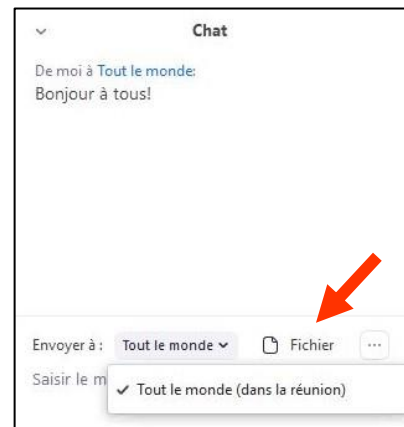 Chat
De moi à Tout le monde:
Bonjour à tous!
Envoyer à : Tout le monde Fichier ...
Saisir le m
Tout le monde (dans la réunion)